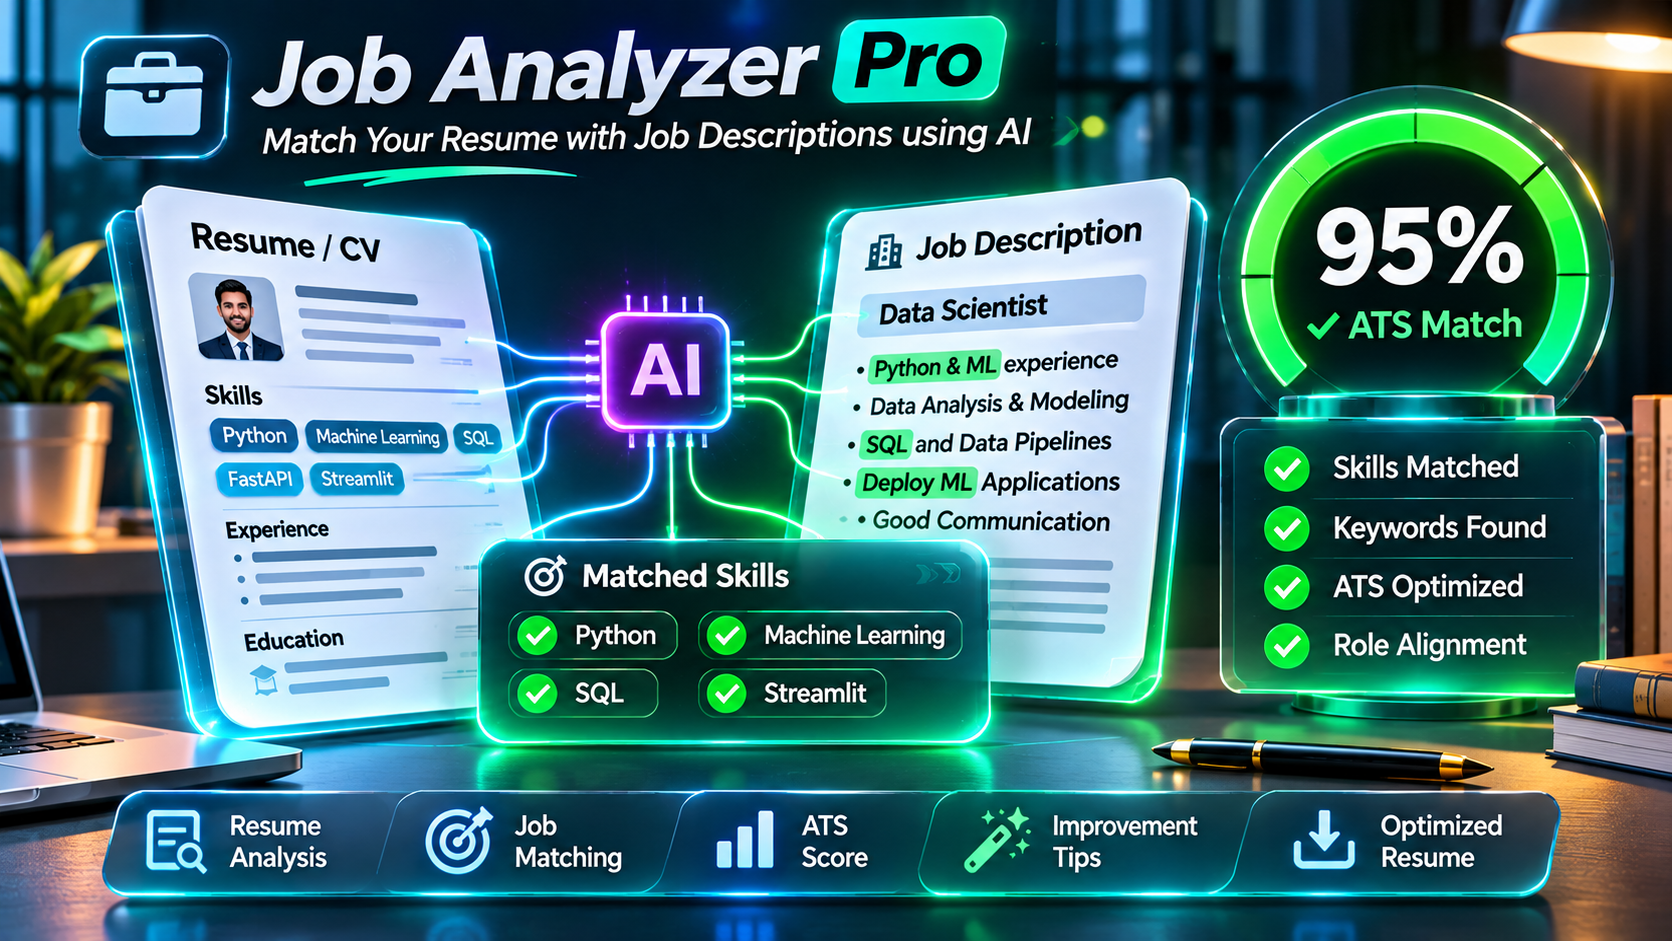 Job Analyzer Pro
Match Your Resume with Job Descriptions using AI
Resume / CV
Skills
Python
Machine Learning
SQL
FastAPI
Streamlit
Experience
Education
AI
Job Description
Data Scientist
• Python & ML experience
• Data Analysis & Modeling
• SQL and Data Pipelines
• Deploy ML Applications
• Good Communication
Matched Skills
Python
Machine Learning
SQL
Streamlit
95%
ATS Match
Skills Matched
Keywords Found
ATS Optimized
Role Alignment
Resume
Analysis
Job
Matching
ATS
Score
Improvement
Tips
Optimized
Resume